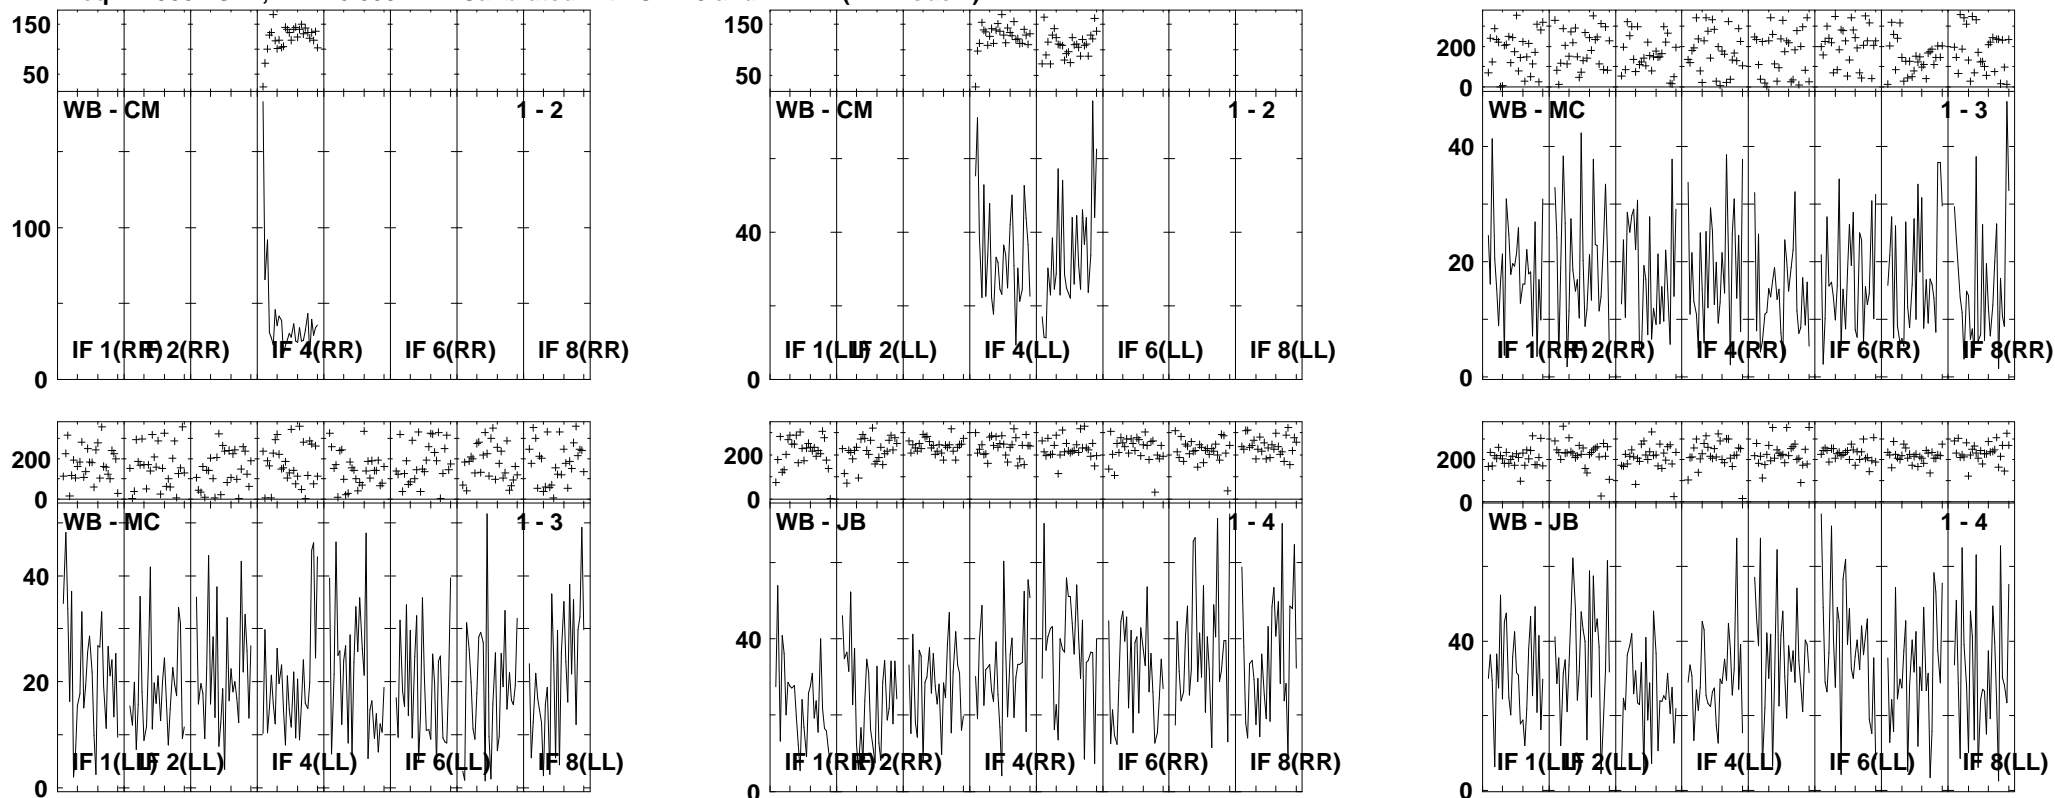 150
50
WB - CM 1 - 2
100
IF 1(RR) IF 2(RR) IF 4(RR) IF 6(RR) IF 8(RR)
0
150
50
WB - CM 1 - 2
40
IF 1(LL) IF 2(LL) IF 4(LL) IF 6(LL) IF 8(LL)
0
200
0
WB - MC 1 - 3
40
20
IF 1(RR) IF 2(RR) IF 4(RR) IF 6(RR) IF 8(RR)
0
200
0
WB - MC 1 - 3
40
20
IF 1(LL) IF 2(LL) IF 4(LL) IF 6(LL) IF 8(LL)
0
200
0
WB - JB 1 - 4
40
IF 1(RR) IF 2(RR) IF 4(RR) IF 6(RR) IF 8(RR)
0
200
0
WB - JB 1 - 4
40
IF 1(LL) IF 2(LL) IF 4(LL) IF 6(LL) IF 8(LL)
0